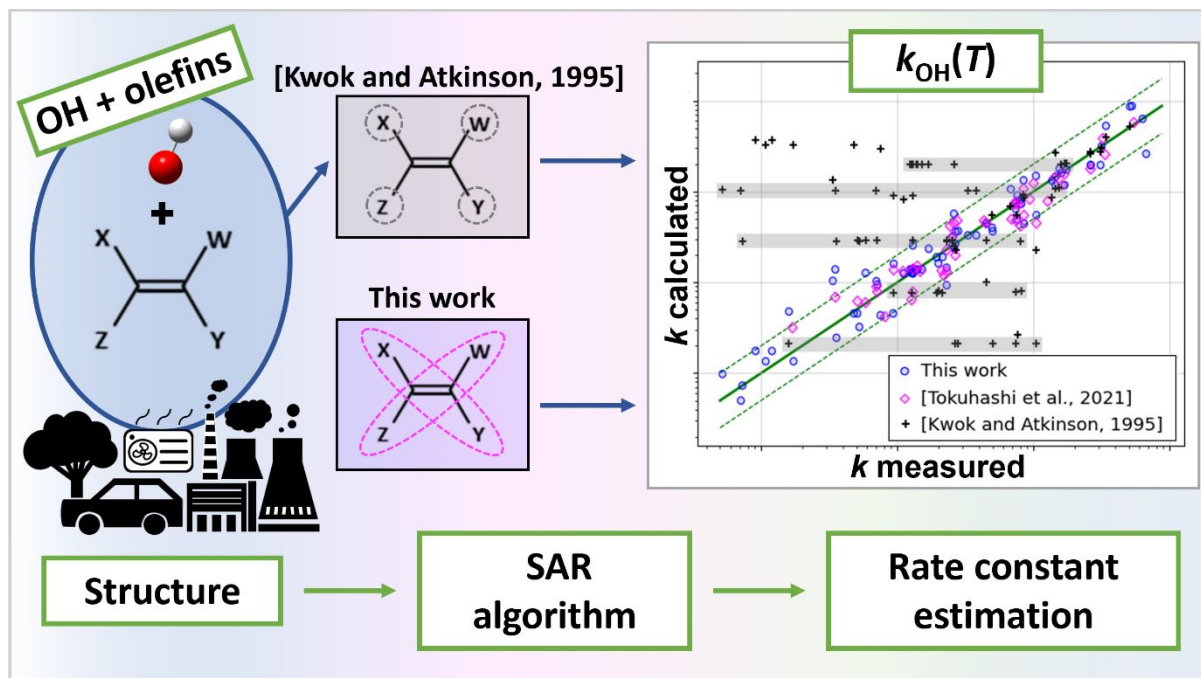 OH + olefins
+
X
W
Z
Y
[Kwok and Atkinson, 1995]
X
W
Z
Y
This work
X
W
Z
Y
kOH(T)
k calculated
k measured
This work
[Tokuhashi et al., 2021]
[Kwok and Atkinson, 1995]
Structure
SAR
algorithm
Rate constant
estimation